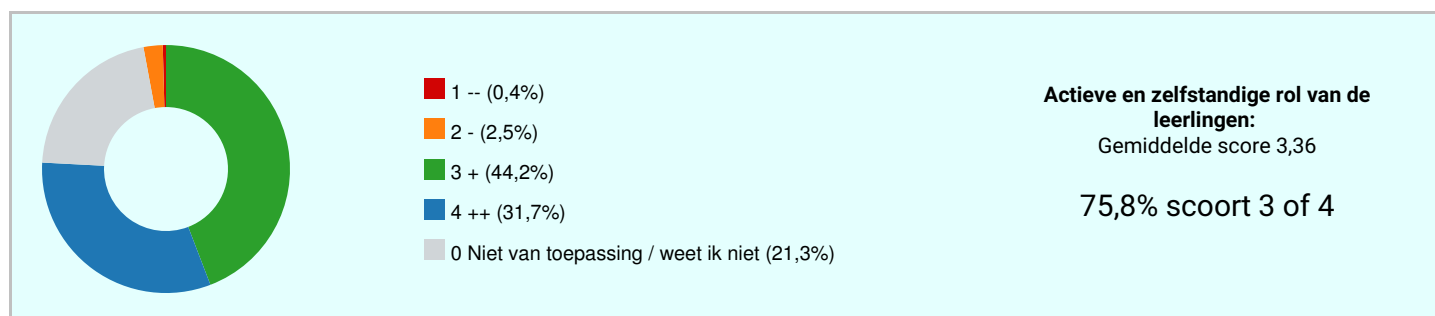 1 -- (0,4%)
2 - (2,5%)
3 + (44,2%)
4 ++ (31,7%)
0 Niet van toepassing / weet ik niet (21,3%)
Actieve en zelfstandige rol van de
leerlingen:
Gemiddelde score 3,36
75,8% scoort 3 of 4